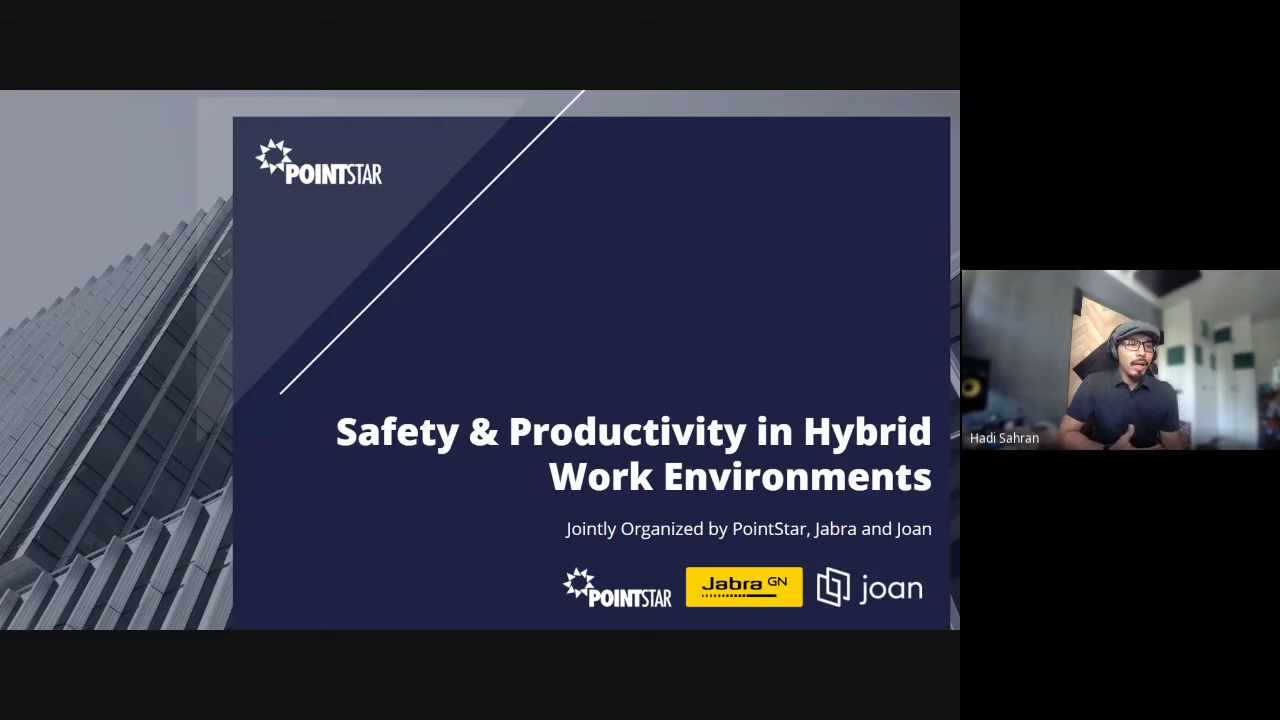 POINTSTAR
Safety & Productivity in Hybrid
Work Environments
Jointly Organized by PointStar, Jabra and Joan
POINTSTAR
Jabra GN
joan
Hadi Sahran